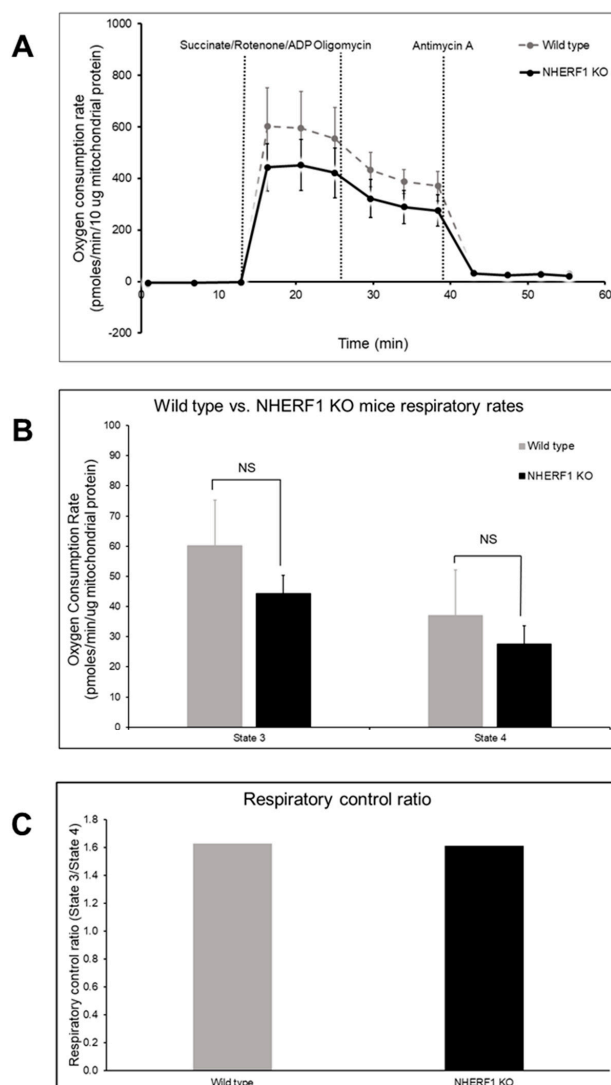 A
Succinate/Rotenone/ADP Oligomycin
Antimycin A
Wild type
NHERF1 KO
Oxygen consumption rate
(pmoles/min/10 ug mitochondrial protein)
1000
800
600
400
200
0
-200
0
10
20
30
40
50
60
Time (min)
B
Wild type vs. NHERF1 KO mice respiratory rates
Wild type
NHERF1 KO
NS
NS
Oxygen Consumption Rate
(pmoles/min/ug mitochondrial protein)
100
90
80
70
60
50
40
30
20
10
0
State 3
State 4
C
Respiratory control ratio
Respiratory control ratio (State 3/State 4)
1.8
1.6
1.4
1.2
1.0
0.8
0.6
0.4
0.2
0.0
Wild type
NHERF1 KO